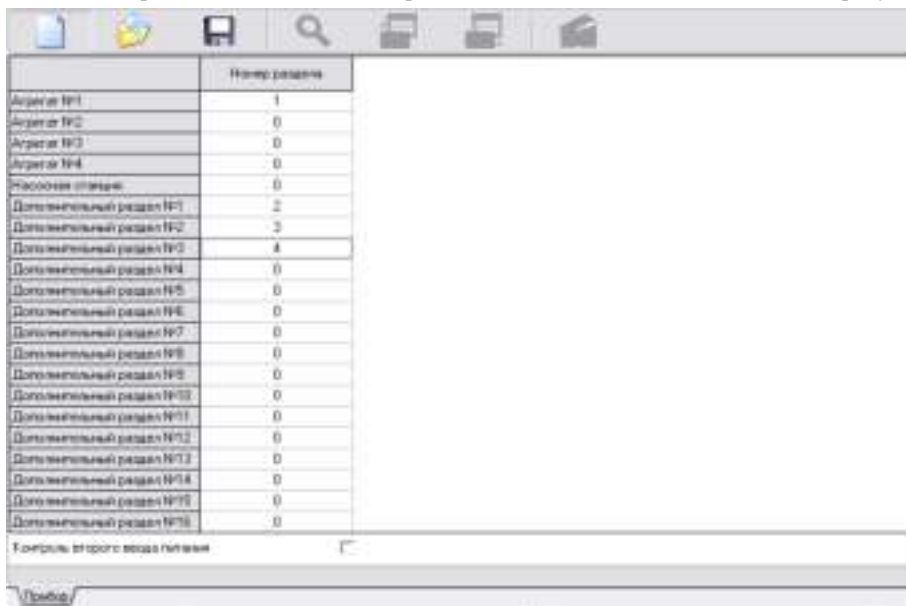 Номер раздела
Агрегат №1 1
Агрегат №2 0
Агрегат №3 0
Агрегат №4 0
Насосная станция 0
Дополнительный раздел №1 2
Дополнительный раздел №2 3
Дополнительный раздел №3 4
Дополнительный раздел №4 0
Дополнительный раздел №5 0
Дополнительный раздел №6 0
Дополнительный раздел №7 0
Дополнительный раздел №8 0
Дополнительный раздел №9 0
Дополнительный раздел №10 0
Дополнительный раздел №11 0
Дополнительный раздел №12 0
Дополнительный раздел №13 0
Дополнительный раздел №14 0
Дополнительный раздел №15 0
Дополнительный раздел №16 0
Контроль второго ввода питания
Прибор